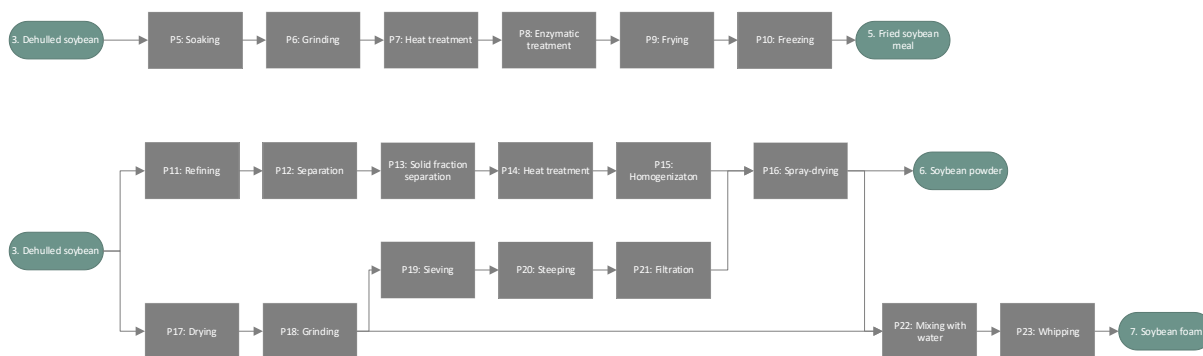 3. Dehulled soybean
P5: Soaking
P6: Grinding
P7: Heat treatment
P8: Enzymatic
treatment
P9: Frying
P10: Freezing
5. Fried soybean
meal
P11: Refining
P12: Separation
P13: Solid fraction
separation
P14: Heat treatment
P15:
Homogenizaton
P16: Spray-drying
6. Soybean powder
3. Dehulled soybean
P19: Sieving
P20: Steeping
P21: Filtration
P17: Drying
P18: Grinding
P22: Mixing with
water
P23: Whipping
7. Soybean foam